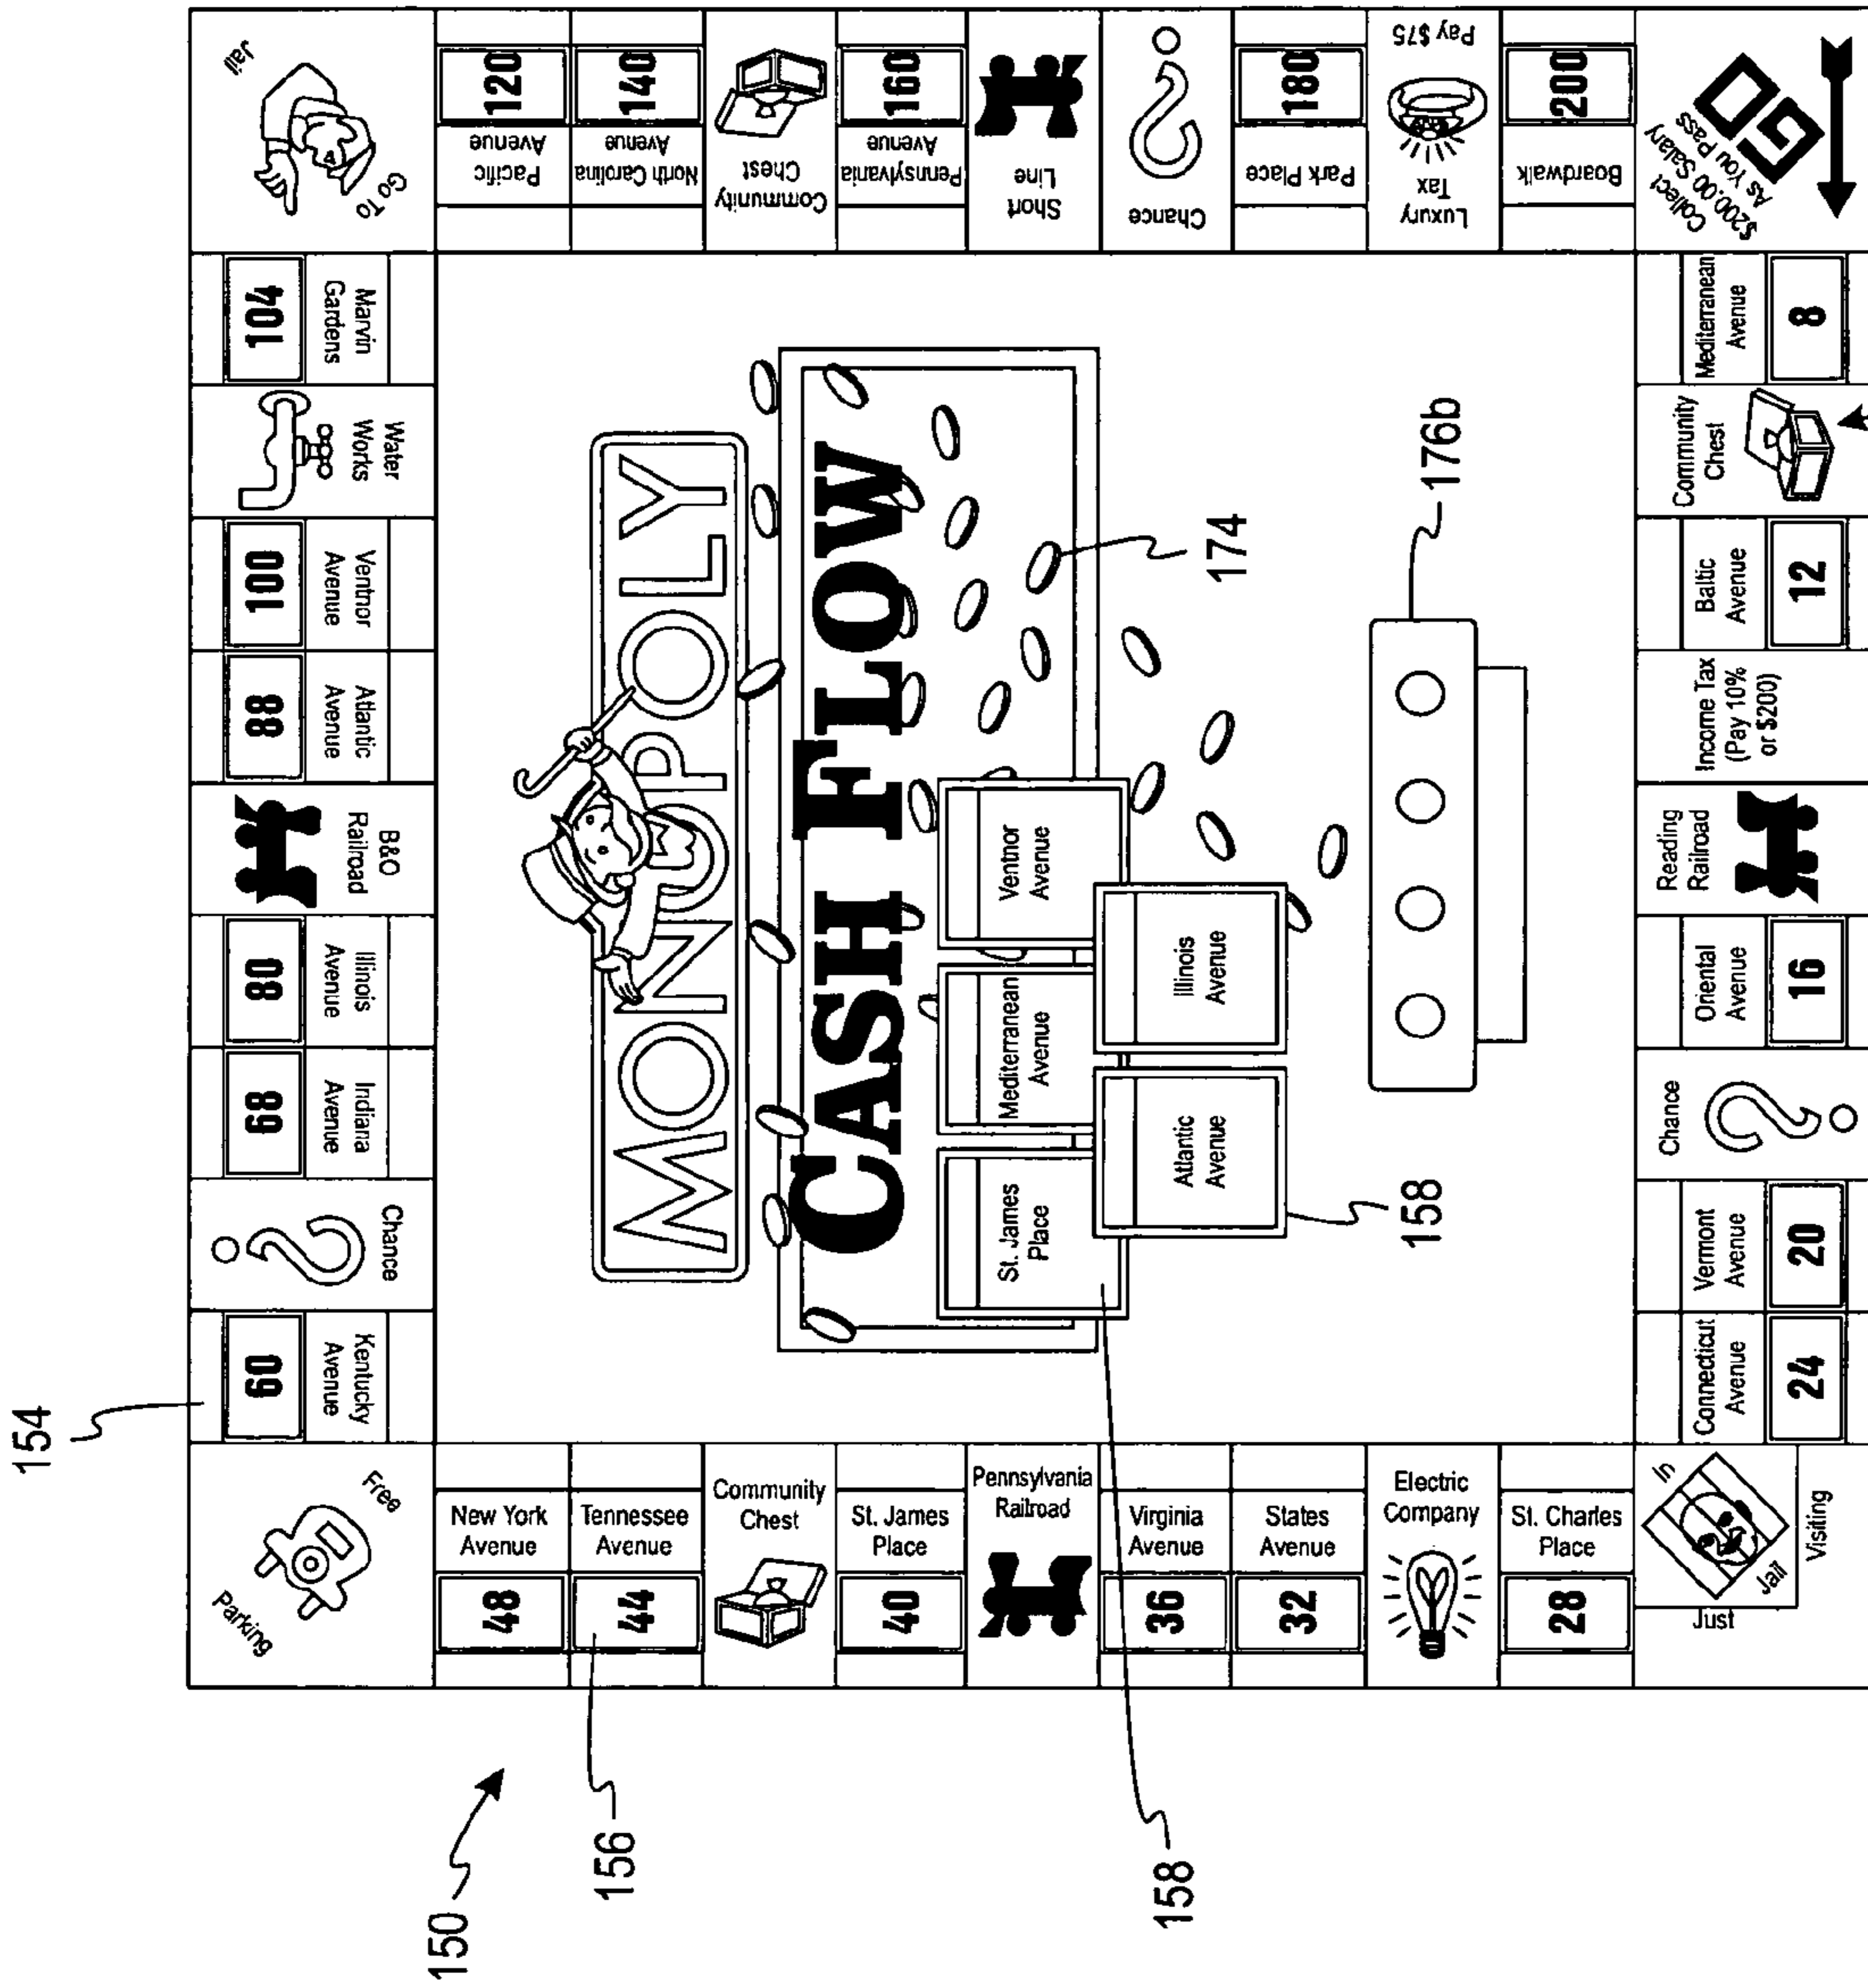 154
150
156
158
158
174
176b
Free
Parking
60
Kentucky
Avenue
Chance
68
Indiana
Avenue
80
Illinois
Avenue
B&O
Railroad
88
Atlantic
Avenue
100
Ventnor
Avenue
Water
Works
104
Marvin
Gardens
Go To
Jail
Pacific
Avenue
120
North Carolina
Avenue
140
Community
Chest
Pennsylvania
Avenue
160
Short
Line
Chance
Park Place
180
Luxury
Tax
Pay $75
Boardwalk
200
Collect
$200.00 Salary
As You Pass
GO
Mediterranean
Avenue
8
Community
Chest
Baltic
Avenue
12
Income Tax
(Pay 10%
or $200)
Reading
Railroad
Oriental
Avenue
16
Chance
Vermont
Avenue
20
Connecticut
Avenue
24
In
Jail
Just
Visiting
St. Charles
Place
28
Electric
Company
States
Avenue
32
Virginia
Avenue
36
Pennsylvania
Railroad
St. James
Place
40
Community
Chest
Tennessee
Avenue
44
New York
Avenue
48
MONOPOLY
CASH FLOW
St. James
Place
Mediterranean
Avenue
Ventnor
Avenue
Atlantic
Avenue
Illinois
Avenue